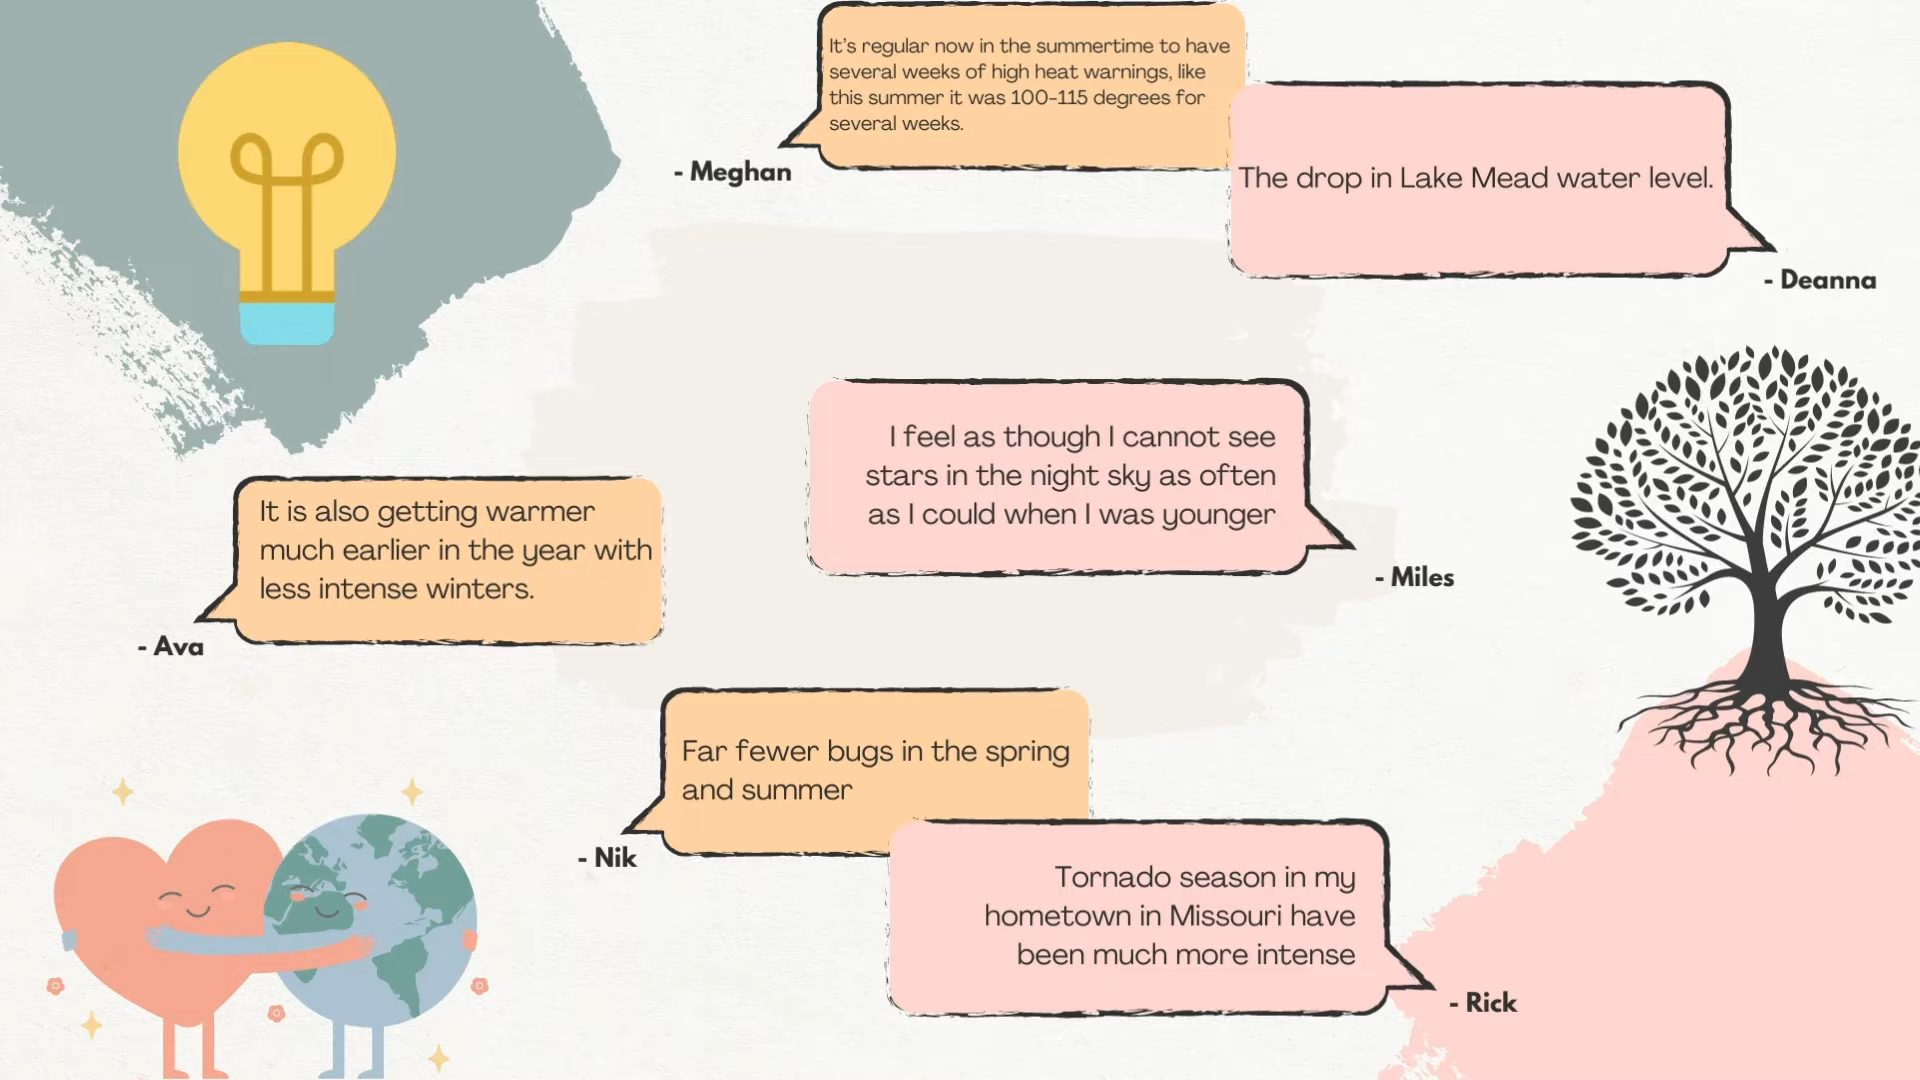 It's regular now in the summertime to have
several weeks of high heat warnings, like
this summer it was 100-115 degrees for
several weeks.
- Meghan
The drop in Lake Mead water level.
- Deanna
I feel as though I cannot see
stars in the night sky as often
as I could when I was younger
- Miles
It is also getting warmer
much earlier in the year with
less intense winters.
- Ava
Far fewer bugs in the spring
and summer
- Nik
Tornado season in my
hometown in Missouri have
been much more intense
- Rick